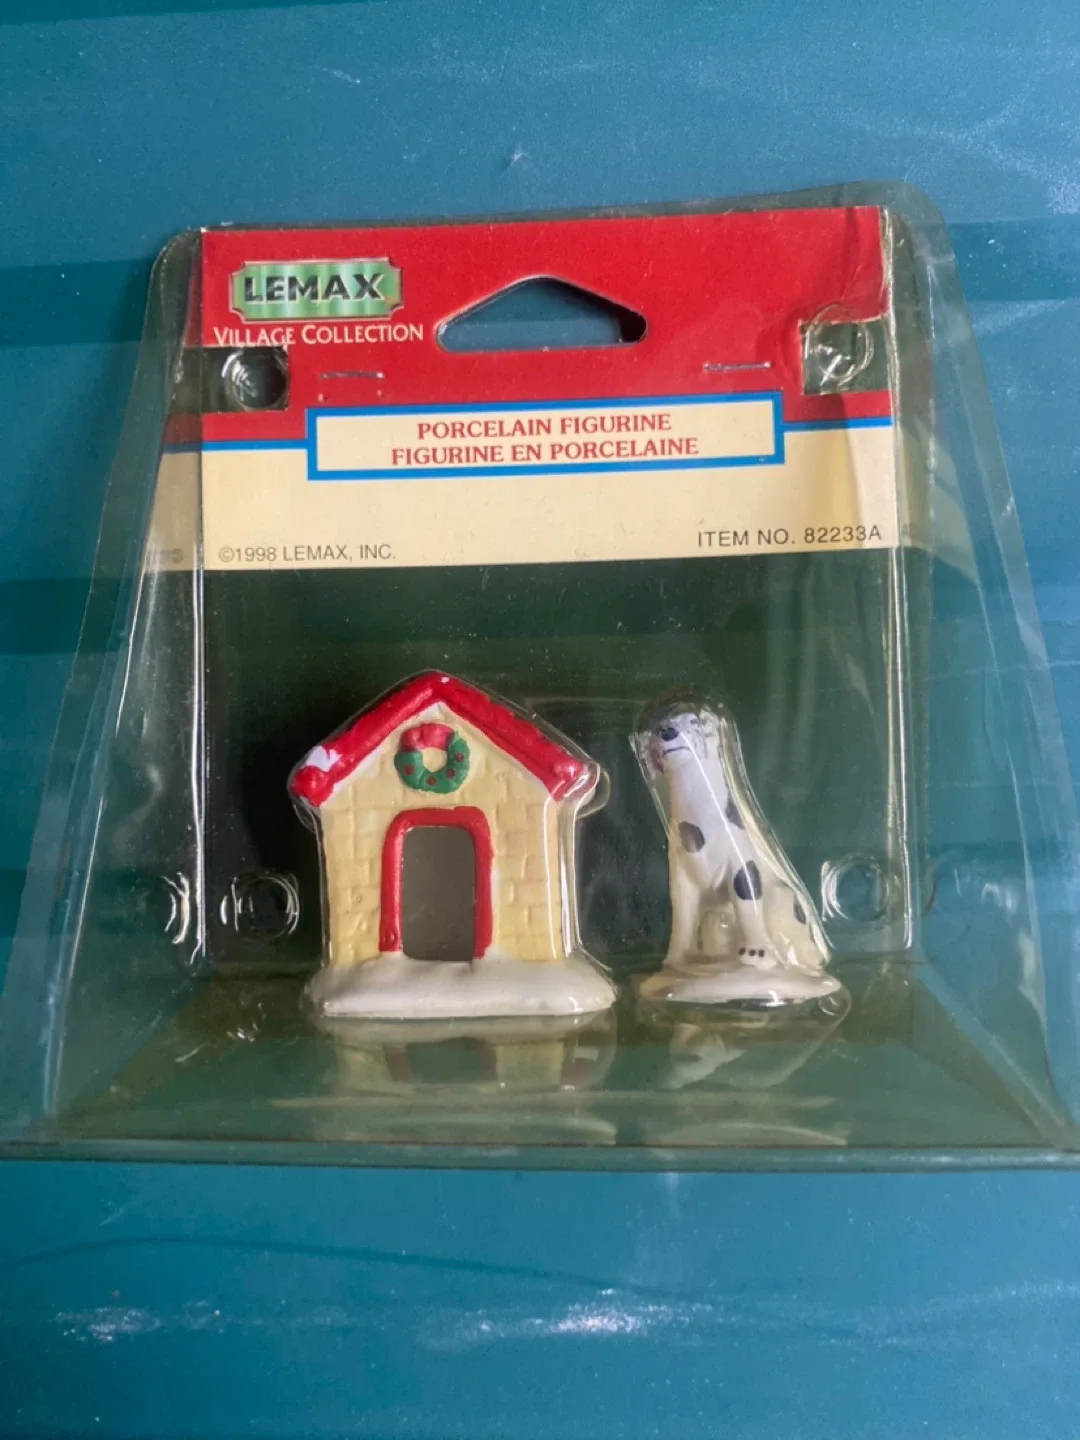 LEMAX
VILLAGE COLLECTION
PORCELAIN FIGURINE
FIGURINE EN PORCELAINE
©1998 LEMAX, INC.
ITEM NO. 82233A